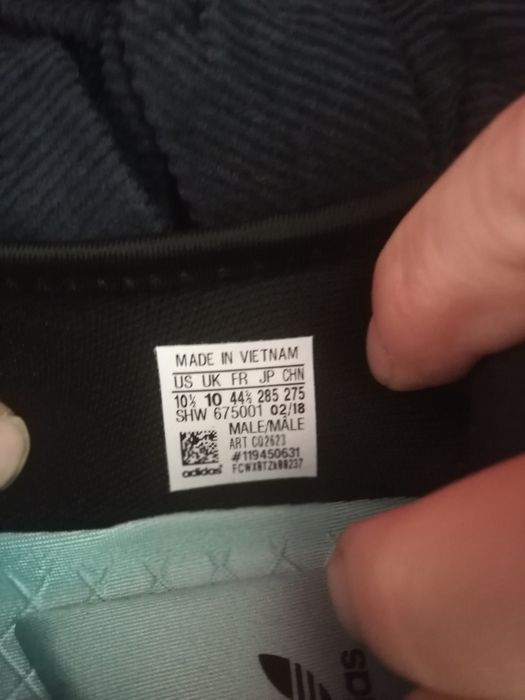 MADE IN VIETNAM
US UK FR JP CHN
10½ 10 44⅔ 285 275
SHW 675001 02/18
MALE/MÂLE
ART CQ2623
#119450631
adidas